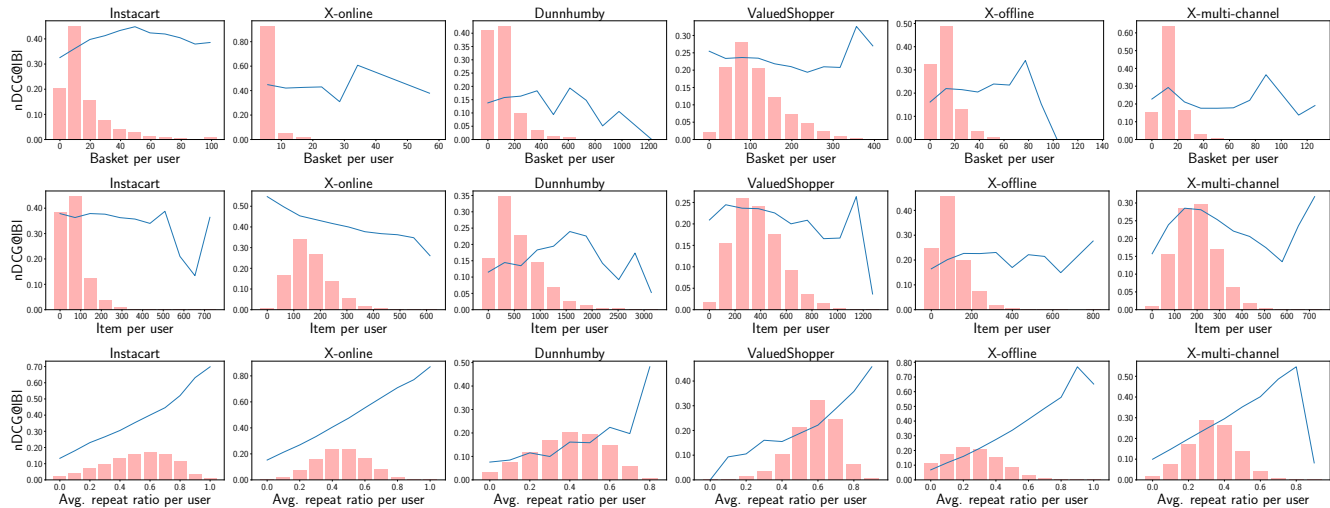 Instacart
nDCG@|B|
0.40
0.30
0.20
0.10
0.00
0 20 40 60 80 100
Basket per user
X-online
0.80
0.60
0.40
0.20
0.00
10 20 30 40 50 60
Basket per user
Dunnhumby
0.40
0.35
0.30
0.25
0.20
0.15
0.10
0.05
0.00
0 200 400 600 800 1000 1200
Basket per user
ValuedShopper
0.30
0.25
0.20
0.15
0.10
0.05
0.00
0 100 200 300 400
Basket per user
X-offline
0.50
0.40
0.30
0.20
0.10
0.00
0 20 40 60 80 100 120 140
Basket per user
X-multi-channel
0.60
0.40
0.20
0.00
0 20 40 60 80 100 120
Basket per user
Instacart
nDCG@|B|
0.40
0.30
0.20
0.10
0.00
0 100 200 300 400 500 600 700
Item per user
X-online
0.50
0.40
0.30
0.20
0.10
0.00
0 100 200 300 400 500 600
Item per user
Dunnhumby
0.35
0.30
0.25
0.20
0.15
0.10
0.05
0.00
0 500 1000 1500 2000 2500 3000
Item per user
ValuedShopper
0.25
0.20
0.15
0.10
0.05
0.00
0 200 400 600 800 1000 1200
Item per user
X-offline
0.40
0.30
0.20
0.10
0.00
0 200 400 600 800
Item per user
X-multi-channel
0.30
0.25
0.20
0.15
0.10
0.05
0.00
0 100 200 300 400 500 600 700
Item per user
Instacart
nDCG@|B|
0.70
0.60
0.50
0.40
0.30
0.20
0.10
0.00
0.0 0.2 0.4 0.6 0.8 1.0
Avg. repeat ratio per user
X-online
0.80
0.60
0.40
0.20
0.00
0.0 0.2 0.4 0.6 0.8 1.0
Avg. repeat ratio per user
Dunnhumby
0.50
0.40
0.30
0.20
0.10
0.00
0.0 0.2 0.4 0.6 0.8
Avg. repeat ratio per user
ValuedShopper
0.40
0.30
0.20
0.10
0.00
0.0 0.2 0.4 0.6 0.8
Avg. repeat ratio per user
X-offline
0.80
0.70
0.60
0.50
0.40
0.30
0.20
0.10
0.00
0.0 0.2 0.4 0.6 0.8 1.0
Avg. repeat ratio per user
X-multi-channel
0.50
0.40
0.30
0.20
0.10
0.00
0.0 0.2 0.4 0.6 0.8
Avg. repeat ratio per user